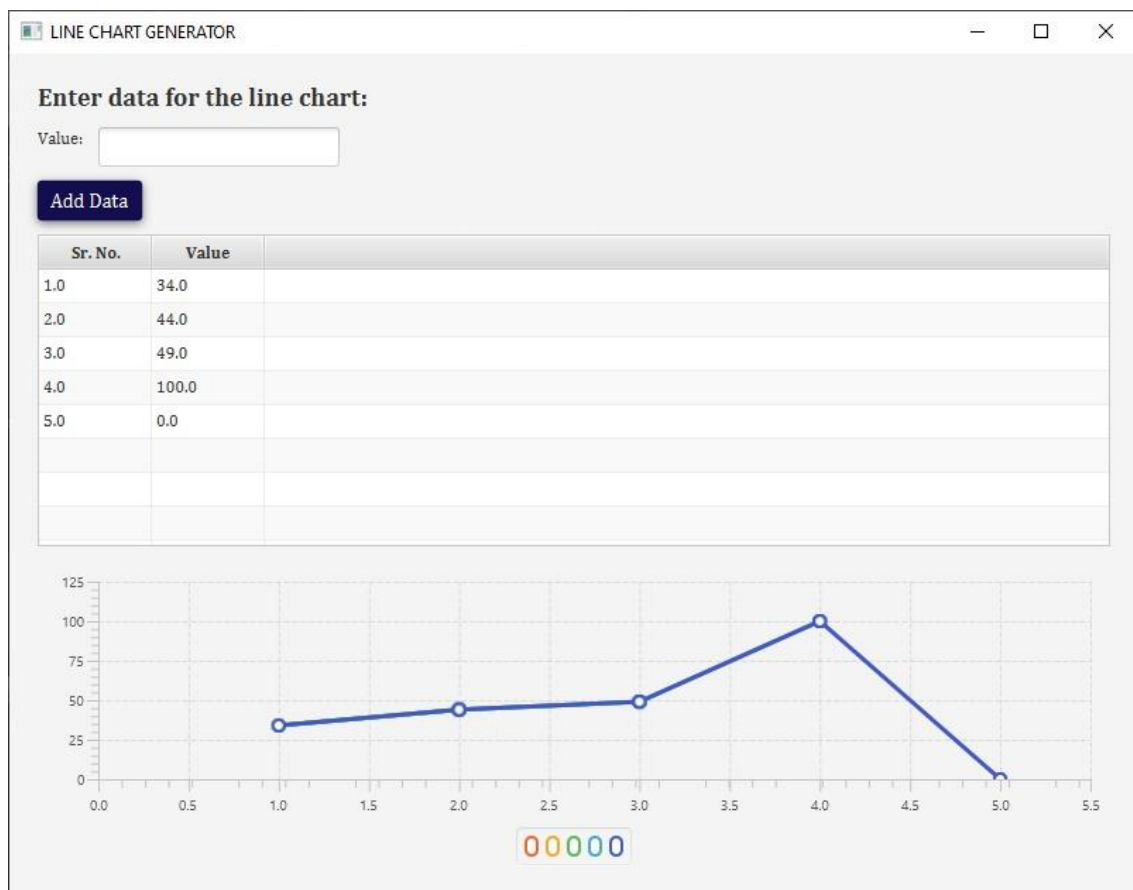 LINE CHART GENERATOR
Enter data for the line chart:
Value:
Add Data
Sr. No. Value
1.0 34.0
2.0 44.0
3.0 49.0
4.0 100.0
5.0 0.0
125
100
75
50
25
0
0.0 0.5 1.0 1.5 2.0 2.5 3.0 3.5 4.0 4.5 5.0 5.5